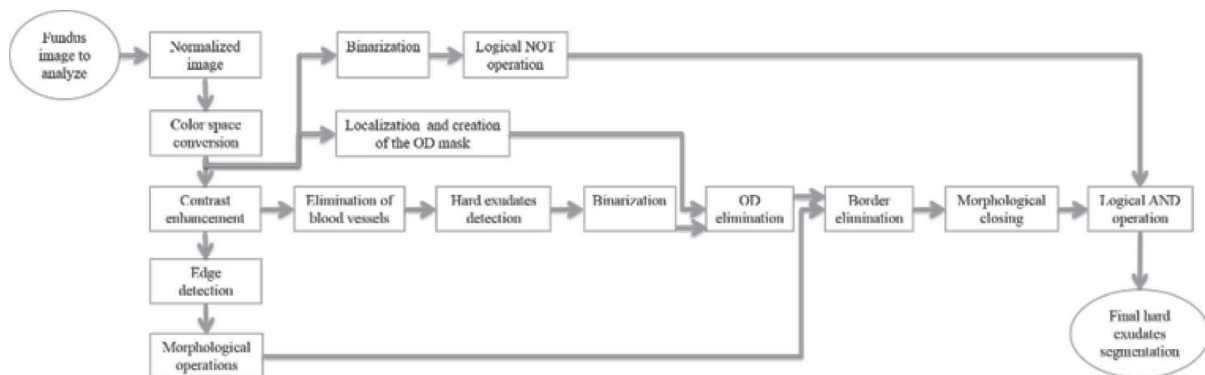 Fundus
image to
analyze
Normalized
image
Color space
conversion
Contrast
enhancement
Edge
detection
Morphological
operations
Binarization
Logical NOT
operation
Localization and creation
of the OD mask
Elimination of
blood vessels
Hard exudates
detection
Binarization
OD
elimination
Border
elimination
Morphological
closing
Logical AND
operation
Final hard
exudates
segmentation